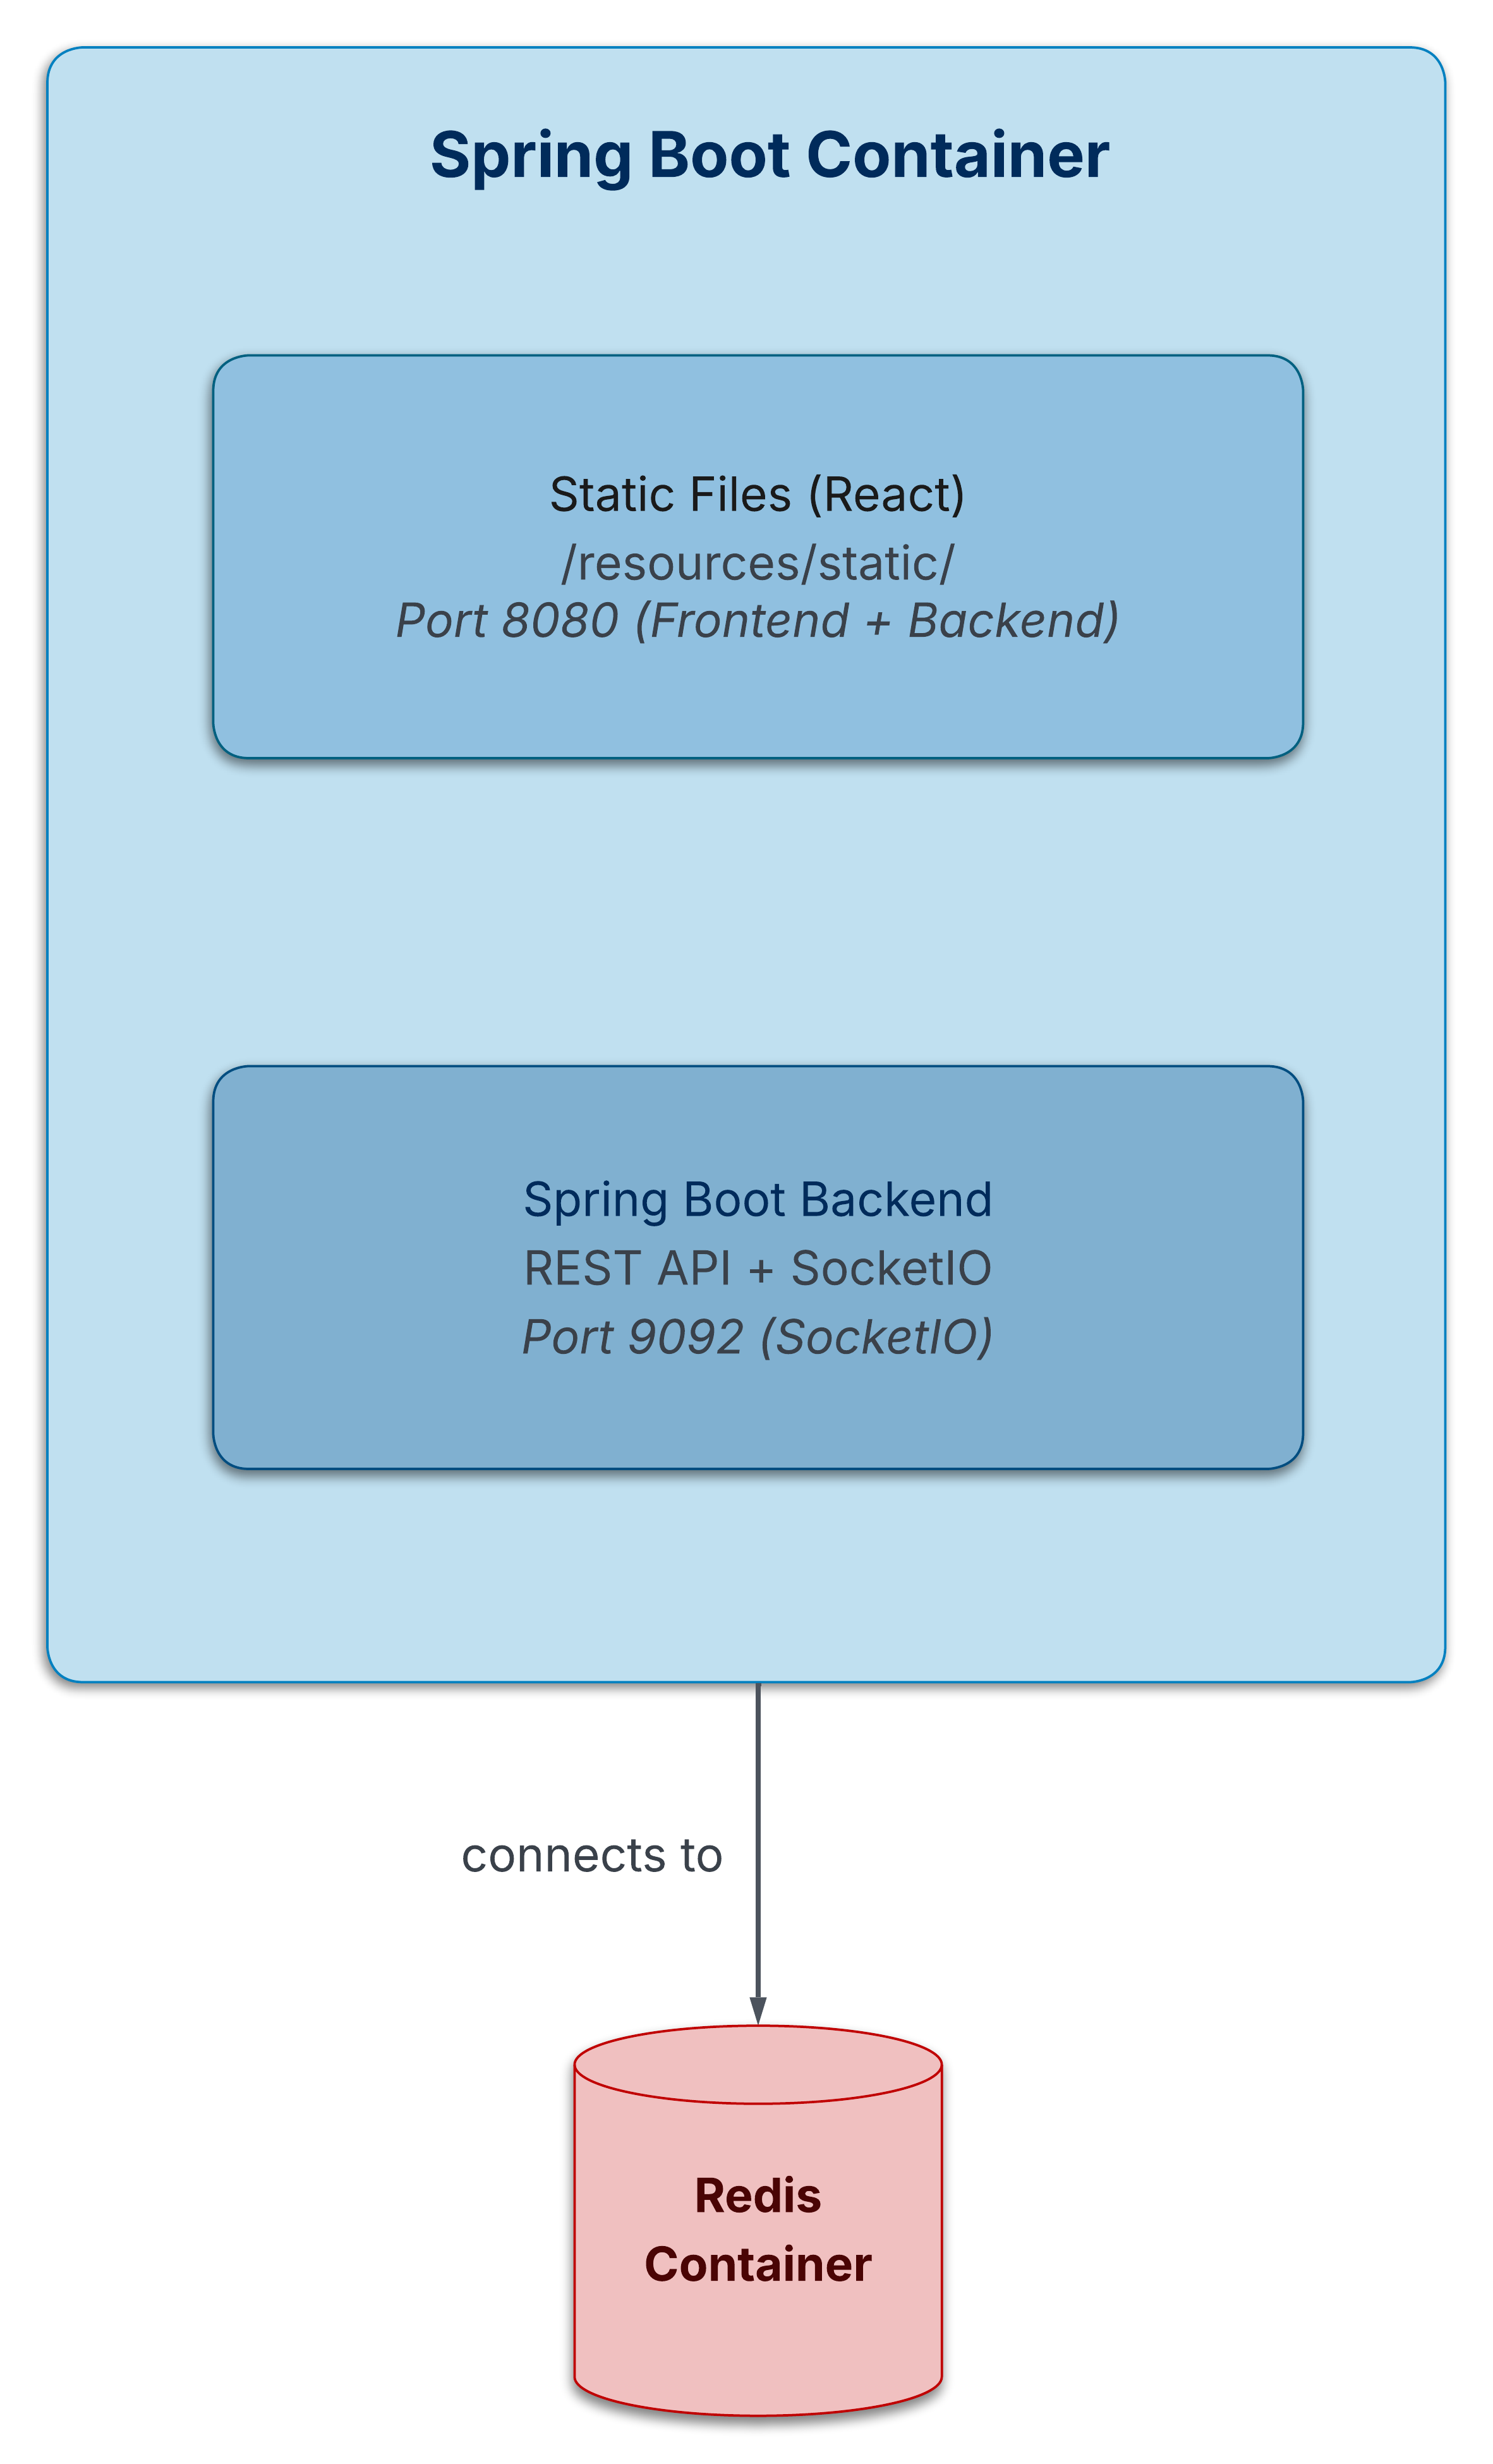 Spring Boot Container
Static Files (React)
/resources/static/
Port 8080 (Frontend + Backend)
Spring Boot Backend
REST API + SocketIO
Port 9092 (SocketIO)
connects to
Redis
Container